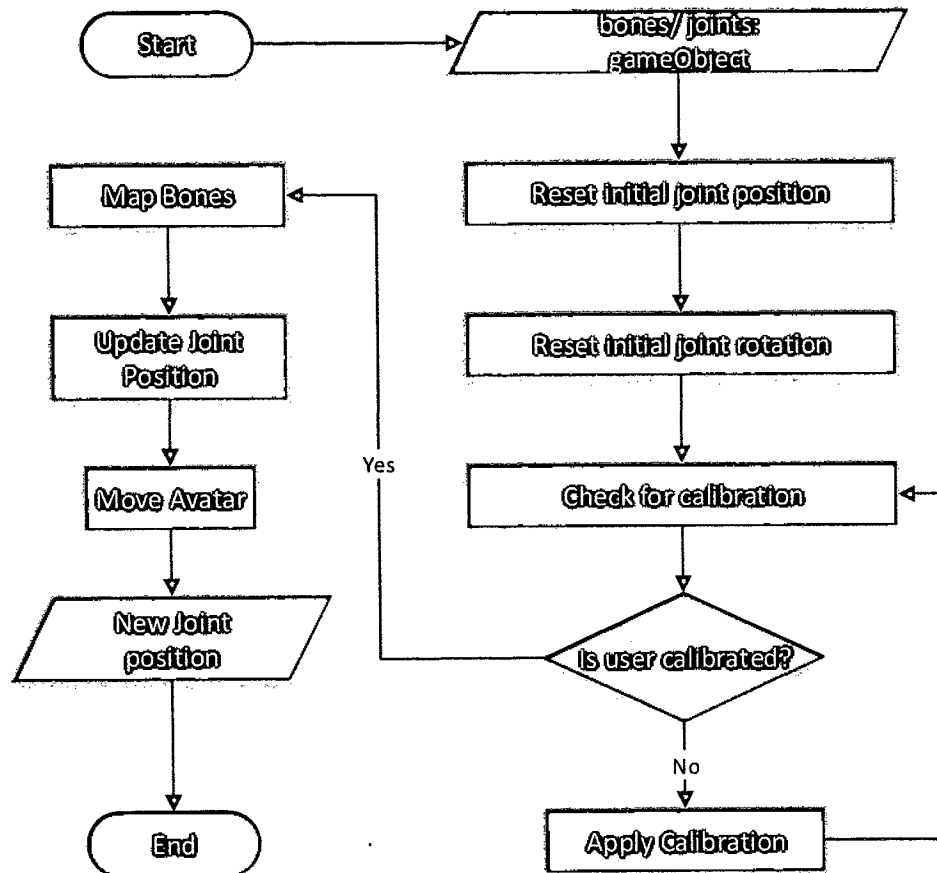 Start
bones/ joints:
gameObject
Reset initial joint position
Reset initial joint rotation
Check for calibration
Is user calibrated?
Yes
No
Apply Calibration
Map Bones
Update Joint
Position
Move Avatar
New Joint
position
End